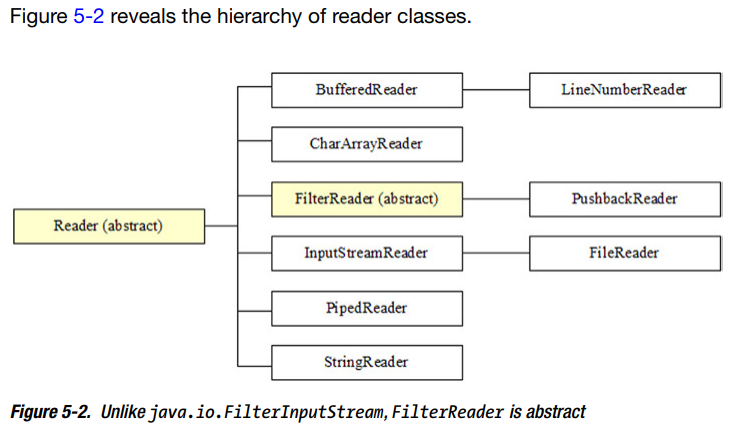 Figure 5-2 reveals the hierarchy of reader classes.
BufferedReader
LineNumberReader
CharArrayReader
FilterReader (abstract)
PushbackReader
Reader (abstract)
InputStreamReader
FileReader
PipedReader
StringReader
Figure 5-2. Unlike java.io.FilterInputStream, FilterReader is abstract